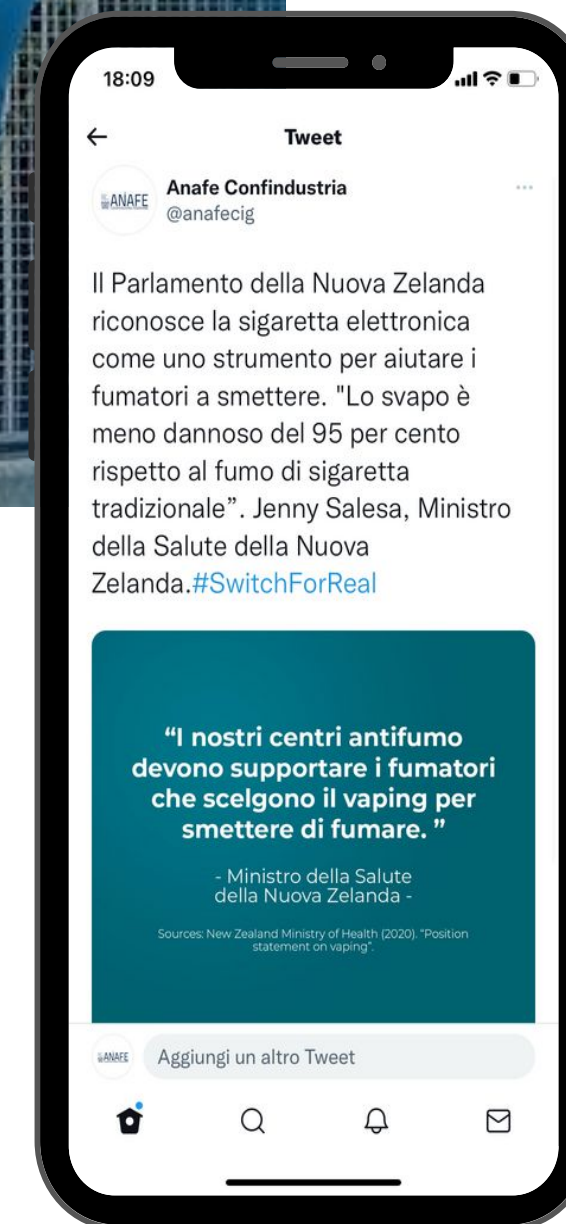 18:09
Tweet
ANAFE
Anafe Confindustria
@anafecig
Il Parlamento della Nuova Zelanda
riconosce la sigaretta elettronica
come uno strumento per aiutare i
fumatori a smettere. "Lo svapo è
meno dannoso del 95 per cento
rispetto al fumo di sigaretta
tradizionale”. Jenny Salesa, Ministro
della Salute della Nuova
Zelanda.#SwitchForReal
“I nostri centri antifumo
devono supportare i fumatori
che scelgono il vaping per
smettere di fumare. ”
- Ministro della Salute
della Nuova Zelanda -
Sources: New Zealand Ministry of Health (2020). “Position
statement on vaping”.
ANAFE
Aggiungi un altro Tweet